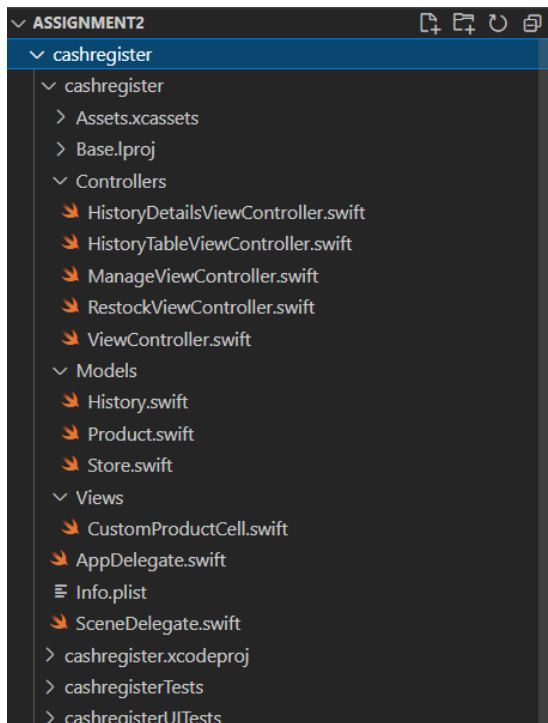 ASSIGNMENT2
cashregister
cashregister
Assets.xcassets
Base.lproj
Controllers
HistoryDetailsViewController.swift
HistoryTableViewController.swift
ManageViewController.swift
RestockViewController.swift
ViewController.swift
Models
History.swift
Product.swift
Store.swift
Views
CustomProductCell.swift
AppDelegate.swift
Info.plist
SceneDelegate.swift
cashregister.xcodeproj
cashregisterTests
cashregisterUITests